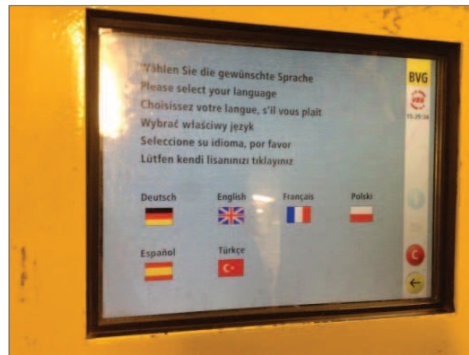 Wählen Sie die gewünschte Sprache
Please select your language
Choisissez votre langue, s'il vous plait
Wybrać właściwy język
Seleccione su idioma, por favor
Lütfen kendi lisanınızı tıklayınız
BVG
Deutsch
English
Français
Polski
Español
Türkçe
C